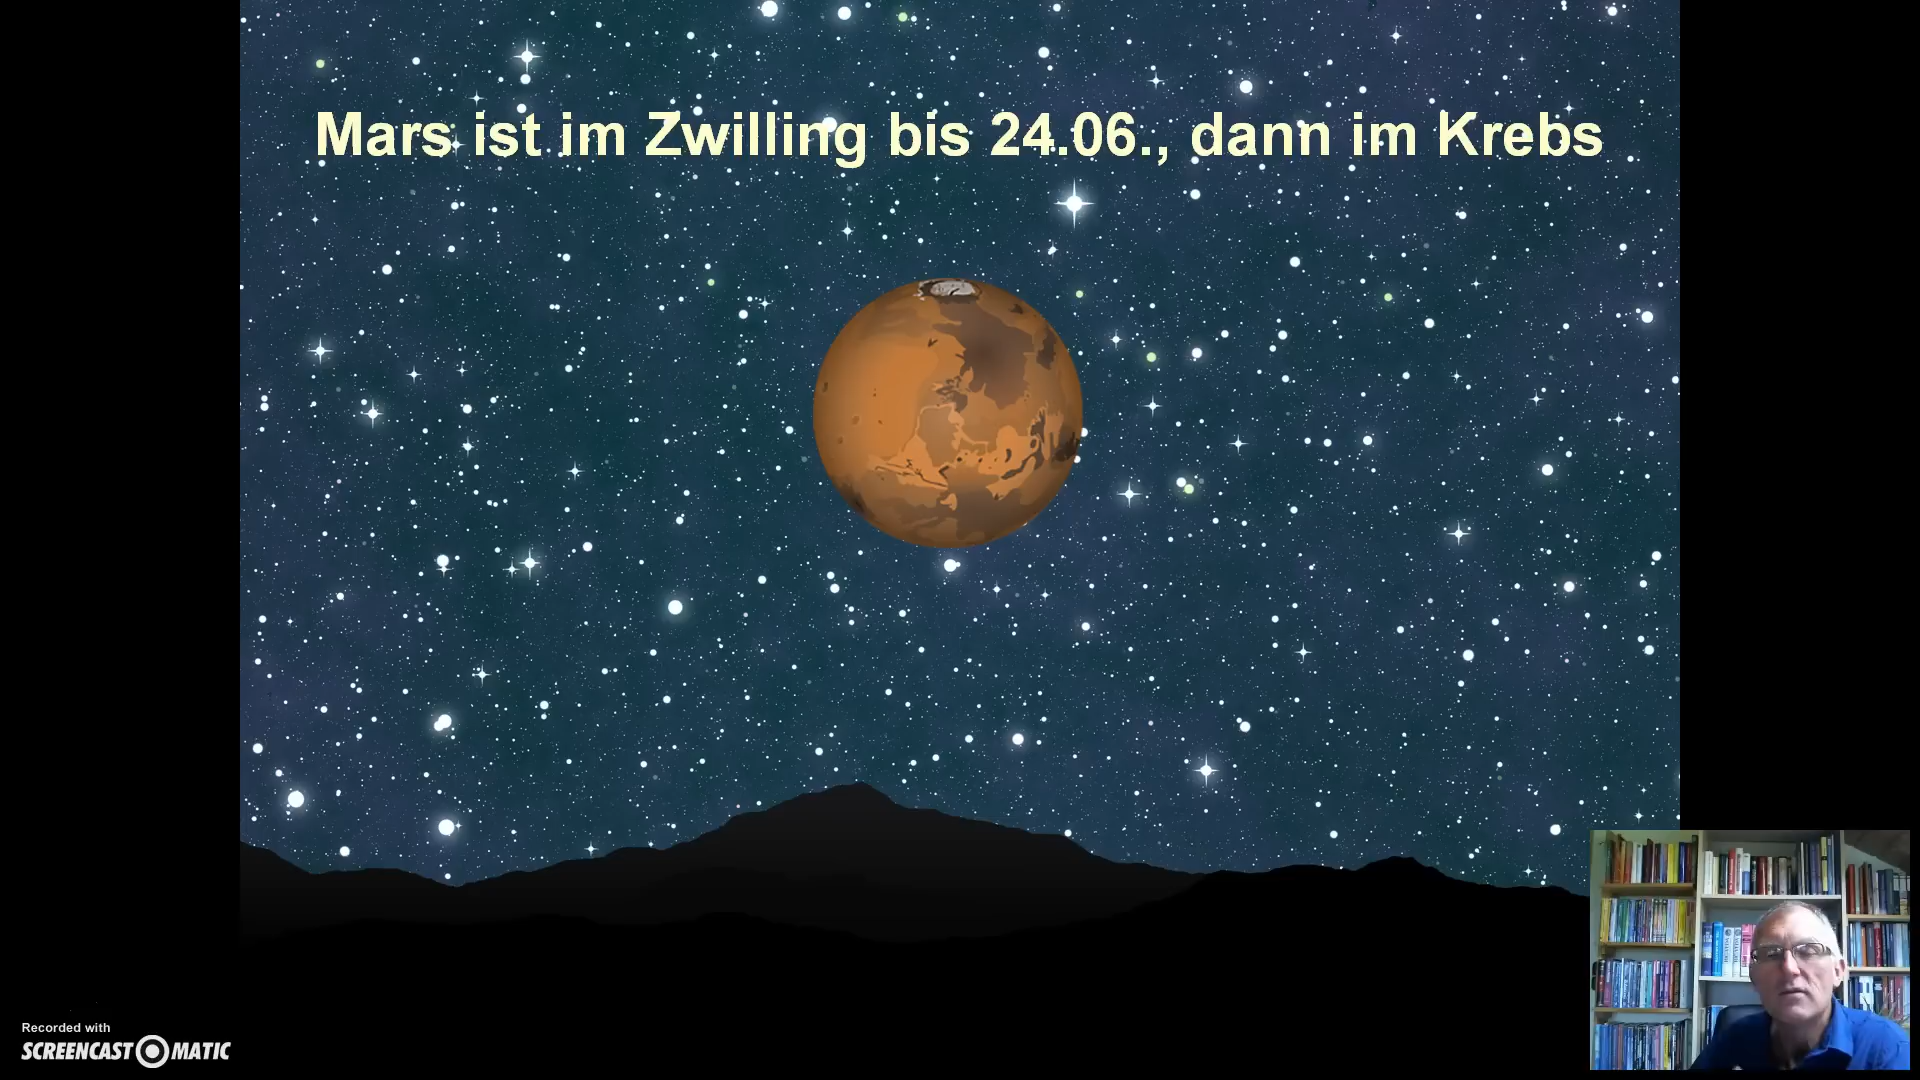 Mars ist im Zwilling bis 24.06., dann im Krebs
Recorded with
SCREENCAST MATIC